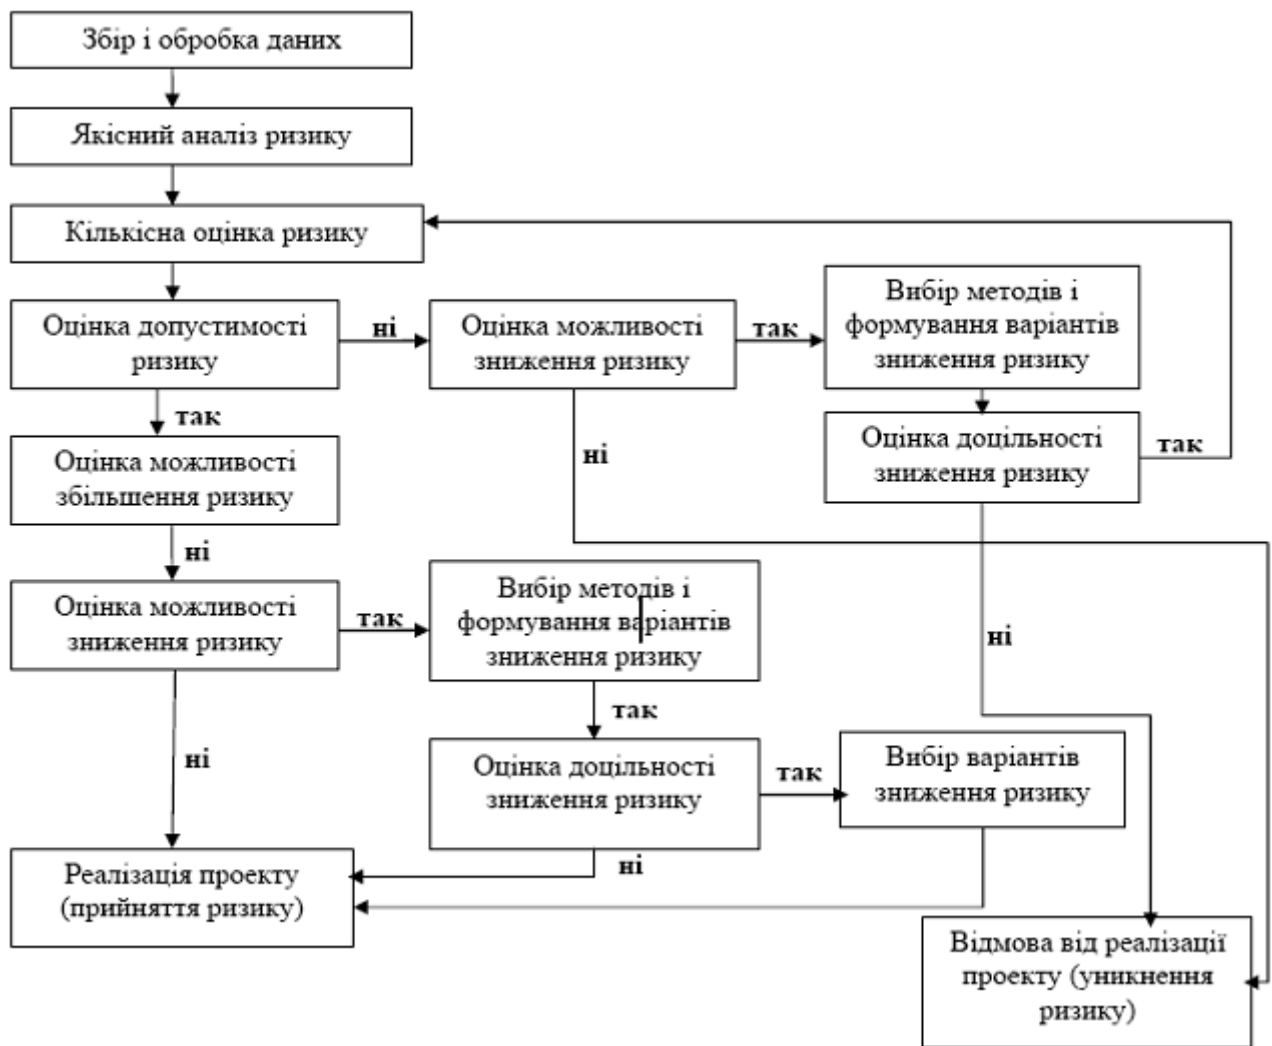 Збір і обробка даних
Якісний аналіз ризику
Кількісна оцінка ризику
Оцінка допустимості
ризику
ні
Оцінка можливості
зниження ризику
так
Вибір методів і
формування варіантів
зниження ризику
так
Оцінка можливості
збільшення ризику
ні
Оцінка доцільності
зниження ризику
так
ні
Оцінка можливості
зниження ризику
так
Вибір методів і
формування варіантів
зниження ризику
ні
так
ні
Оцінка доцільності
зниження ризику
так
Вибір варіантів
зниження ризику
ні
Реалізація проекту
(прийняття ризику)
Відмова від реалізації
проекту (уникнення
ризику)